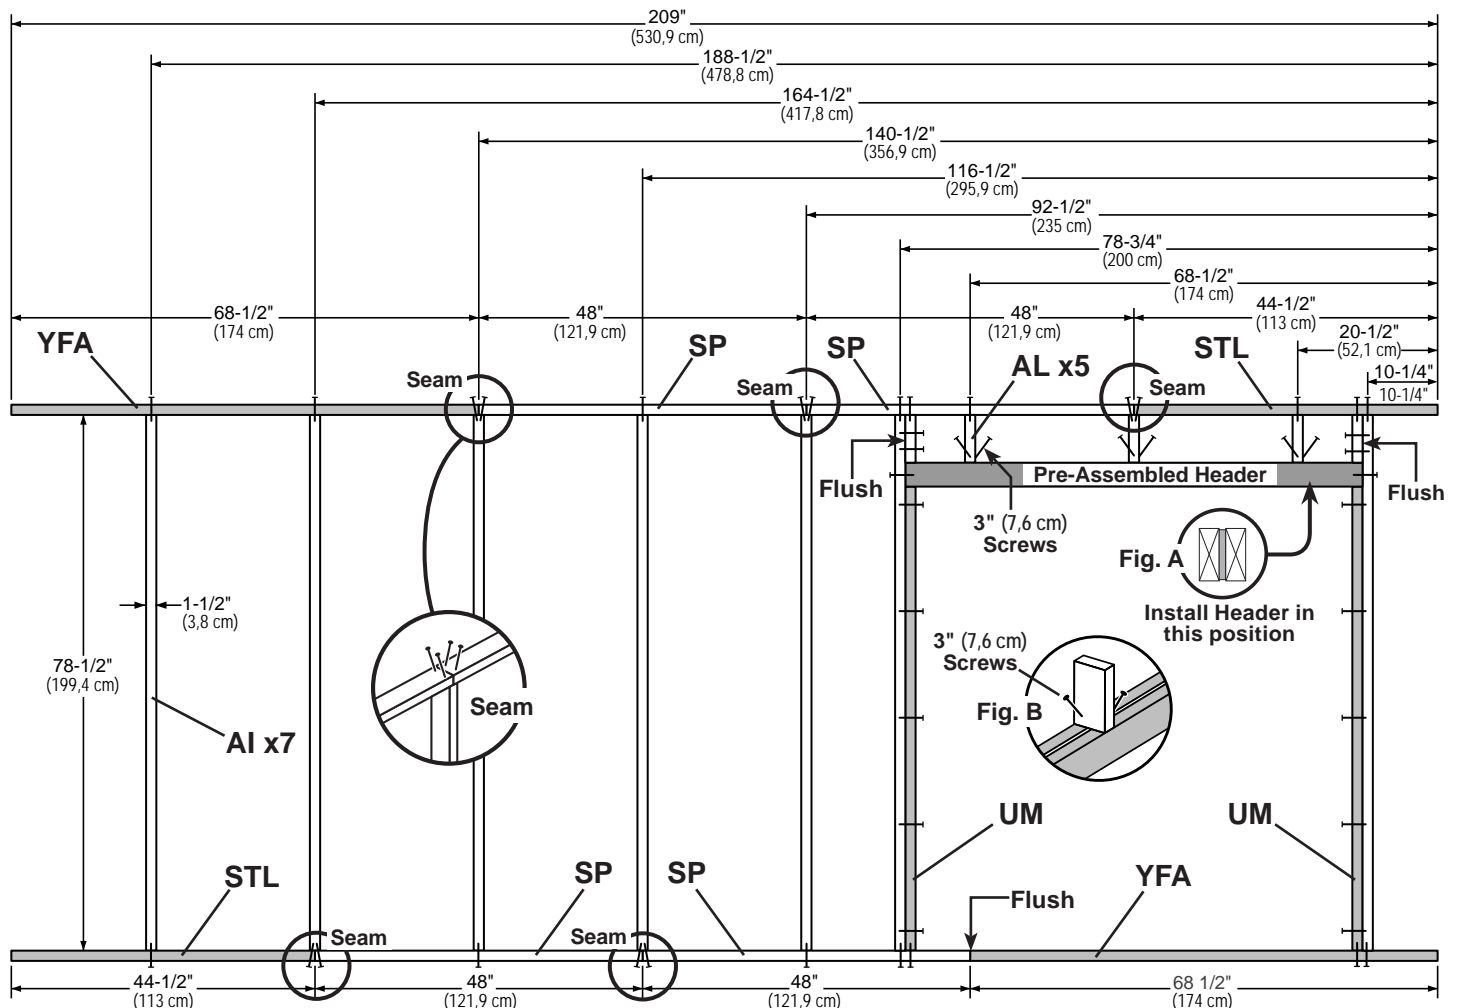 209"
(530,9 cm)
188-1/2"
(478,8 cm)
164-1/2"
(417,8 cm)
140-1/2"
(356,9 cm)
116-1/2"
(295,9 cm)
92-1/2"
(235 cm)
78-3/4"
(200 cm)
68-1/2"
(174 cm)
68-1/2"
(174 cm)
48"
(121,9 cm)
48"
(121,9 cm)
44-1/2"
(113 cm)
20-1/2"
(52,1 cm)
10-1/4"
10-1/4"
YFA
SP
SP
AL x5
STL
Seam
Seam
Seam
Flush
Pre-Assembled Header
Flush
3" (7,6 cm)
Screws
Fig. A
Install Header in
this position
1-1/2"
(3,8 cm)
78-1/2"
(199,4 cm)
Seam
3" (7,6 cm)
Screws
Fig. B
AI x7
UM
UM
STL
SP
SP
YFA
Flush
Seam
Seam
44-1/2"
(113 cm)
48"
(121,9 cm)
48"
(121,9 cm)
68 1/2"
(174 cm)